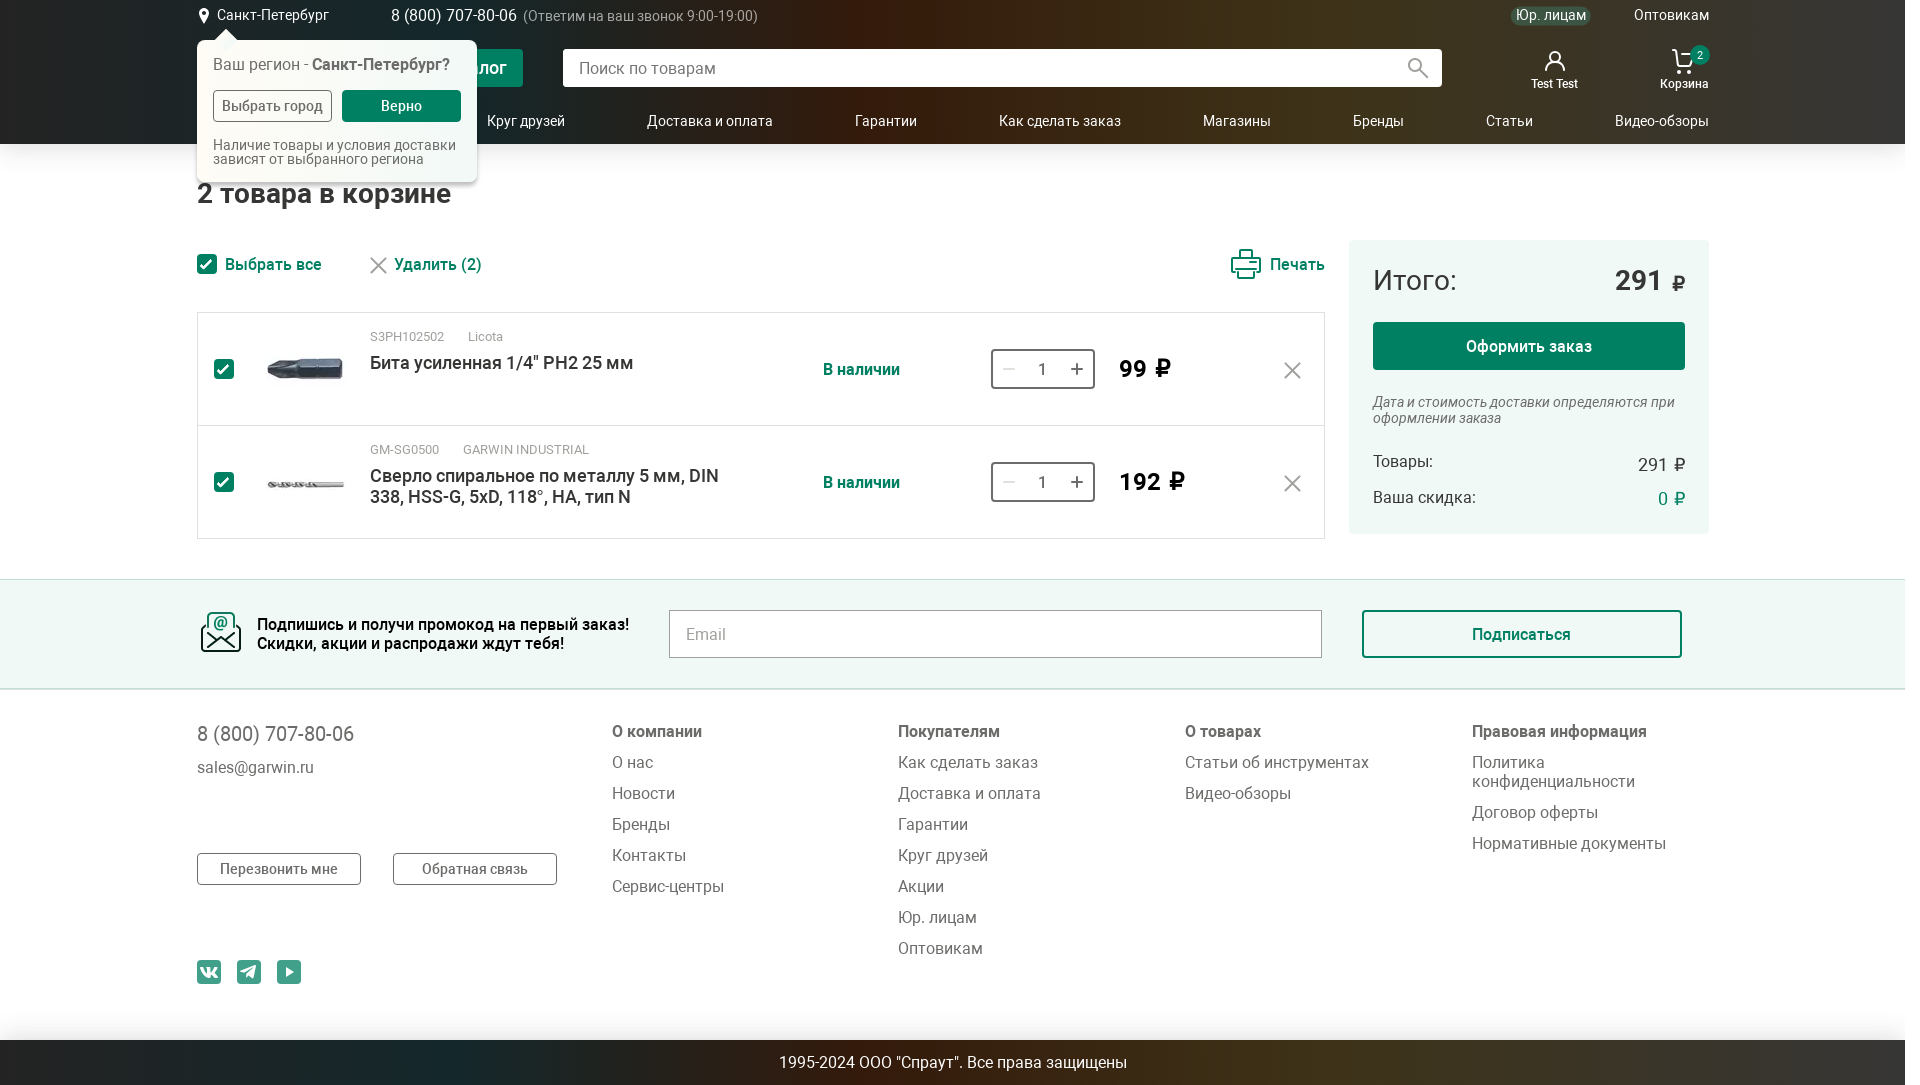 Санкт-Петербург
8 (800) 707-80-06 (Ответим на ваш звонок 9:00-19:00)
Юр. лицам
Оптовикам
Ваш регион - Санкт-Петербург?
Выбрать город
Верно
Наличие товары и условия доставки
зависят от выбранного региона
лог
Поиск по товарам
Test Test
2
Корзина
Круг друзей
Доставка и оплата
Гарантии
Как сделать заказ
Магазины
Бренды
Статьи
Видео-обзоры
2 товара в корзине
Выбрать все
Удалить (2)
Печать
S3PH102502 Licota
Бита усиленная 1/4" PH2 25 мм
В наличии
1
99 ₽
GM-SG0500 GARWIN INDUSTRIAL
Сверло спиральное по металлу 5 мм, DIN
338, HSS-G, 5xD, 118°, HA, тип N
В наличии
1
192 ₽
Итого: 291 ₽
Оформить заказ
Дата и стоимость доставки определяются при
оформлении заказа
Товары: 291 ₽
Ваша скидка: 0 ₽
Подпишись и получи промокод на первый заказ!
Скидки, акции и распродажи ждут тебя!
Email
Подписаться
8 (800) 707-80-06
sales@garwin.ru
Перезвонить мне
Обратная связь
О компании
О нас
Новости
Бренды
Контакты
Сервис-центры
Покупателям
Как сделать заказ
Доставка и оплата
Гарантии
Круг друзей
Акции
Юр. лицам
Оптовикам
О товарах
Статьи об инструментах
Видео-обзоры
Правовая информация
Политика
конфиденциальности
Договор оферты
Нормативные документы
1995-2024 ООО "Спраут". Все права защищены